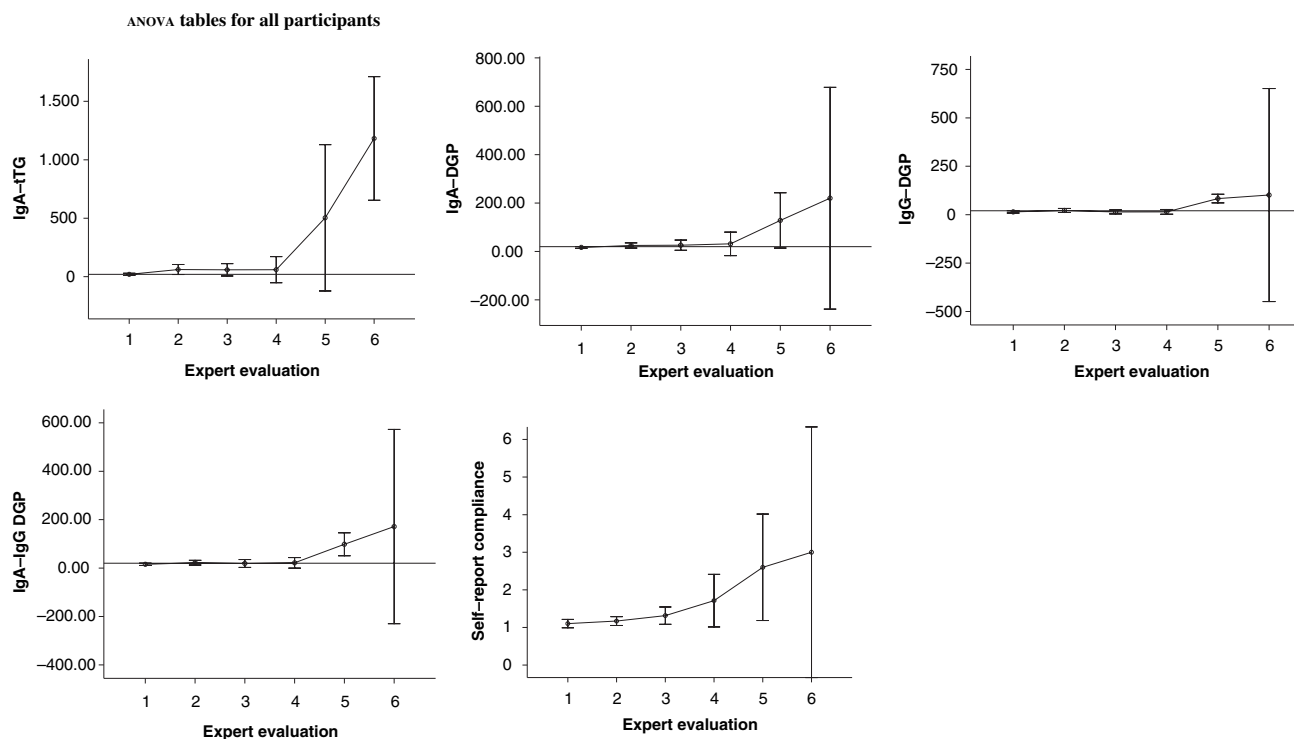 ANOVA tables for all participants
IgA–tTG
1.500
1.000
500
0
1 2 3 4 5 6
Expert evaluation
IgA–DGP
800.00
600.00
400.00
200.00
0.00
–200.00
1 2 3 4 5 6
Expert evaluation
IgG–DGP
750
500
250
0
–250
–500
1 2 3 4 5 6
Expert evaluation
IgA–IgG DGP
600.00
400.00
200.00
0.00
–200.00
–400.00
1 2 3 4 5 6
Expert evaluation
Self–report compliance
6
5
4
3
2
1
0
1 2 3 4 5 6
Expert evaluation